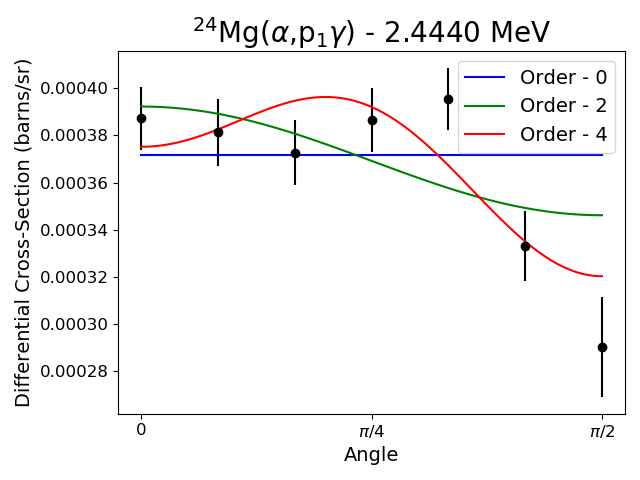 ²⁴Mg(α,p₁γ) - 2.4440 MeV
Differential Cross-Section (barns/sr)
0.00040
0.00038
0.00036
0.00034
0.00032
0.00030
0.00028
Order - 0
Order - 2
Order - 4
0
π/4
π/2
Angle